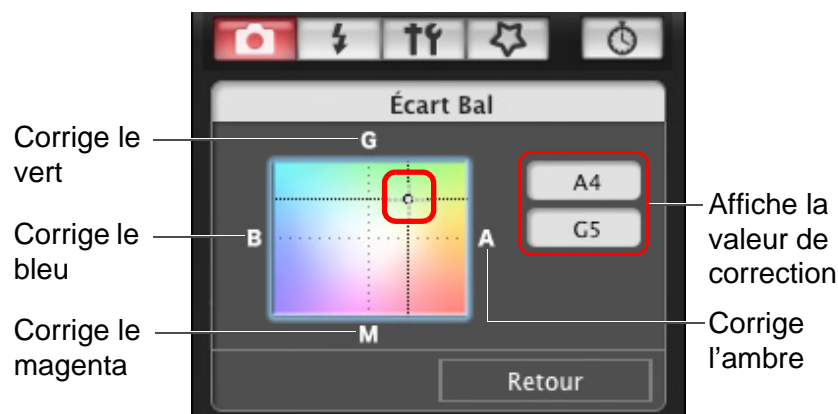 Écart Bal
Corrige le
vert
G
A4
G5
Affiche la
valeur de
correction
Corrige le
bleu
B
A
Corrige le
magenta
M
Corrige
l'ambre
Retour